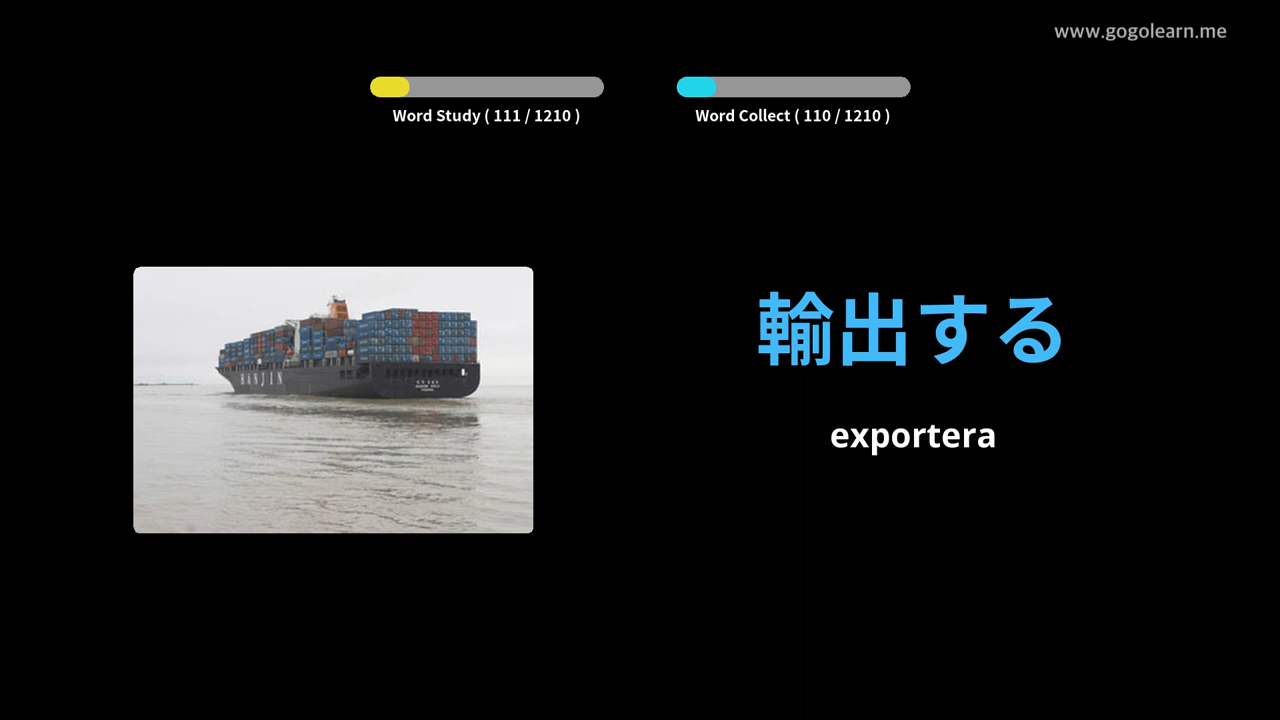 www.gogolearn.me
Word Study ( 111 / 1210 )
Word Collect ( 110 / 1210 )
HANJIN
輸出する
exportera